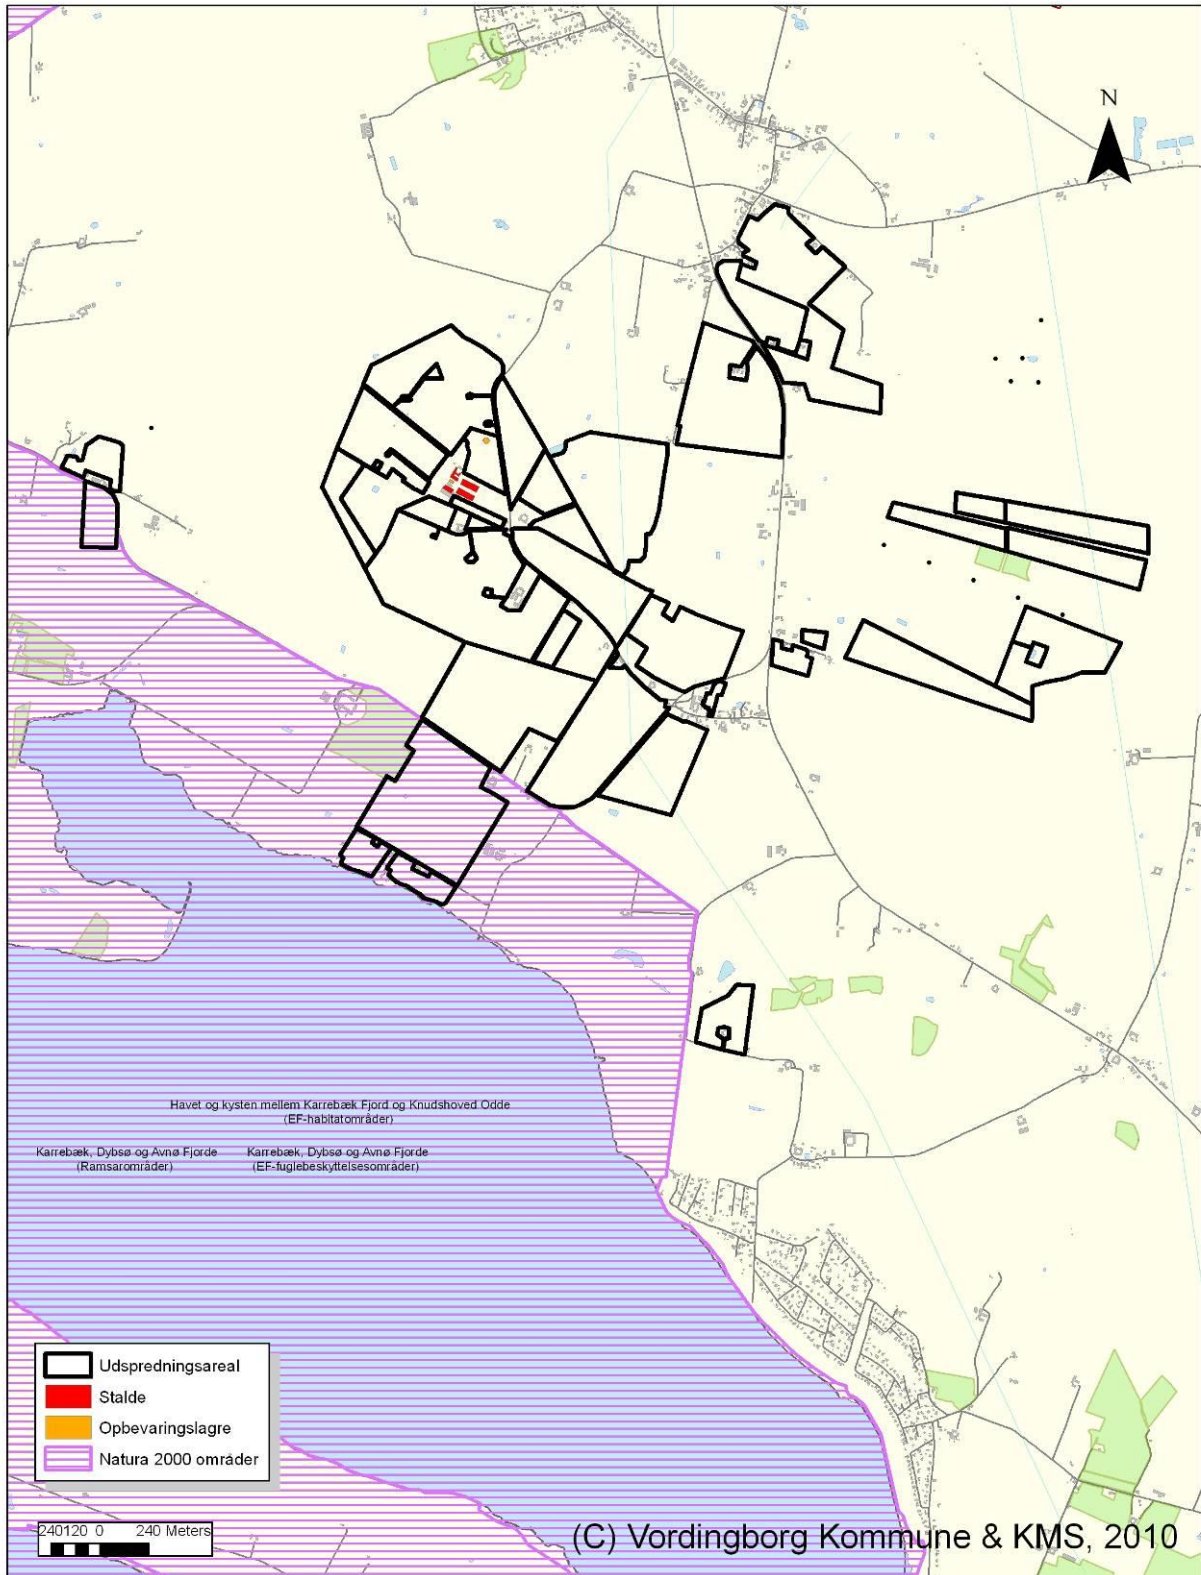 N
Havet og kysten mellem Karrebæk Fjord og Knudshoved Odde
(EF-habitatområder)
Karrebæk, Dybsø og Avnø Fjorde
(Ramsarområder)
Karrebæk, Dybsø og Avnø Fjorde
(EF-fuglebeskyttelsesområder)
Udspredningsareal
Stalde
Opbevaringslagre
Natura 2000 områder
240120 0 240 Meters
(C) Vordingborg Kommune & KMS, 2010